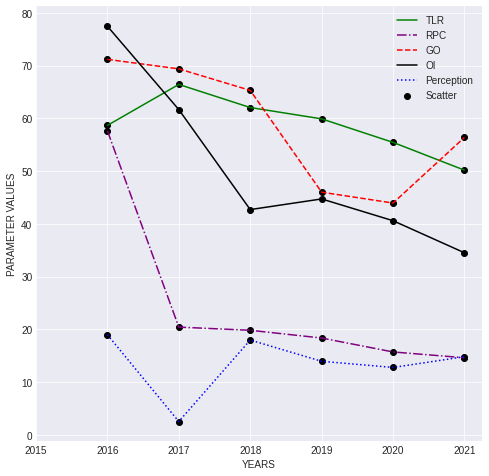 80
70
60
50
40
30
20
10
0
PARAMETER VALUES
2015 2016 2017 2018 2019 2020 2021
YEARS
TLR
RPC
GO
OI
Perception
Scatter